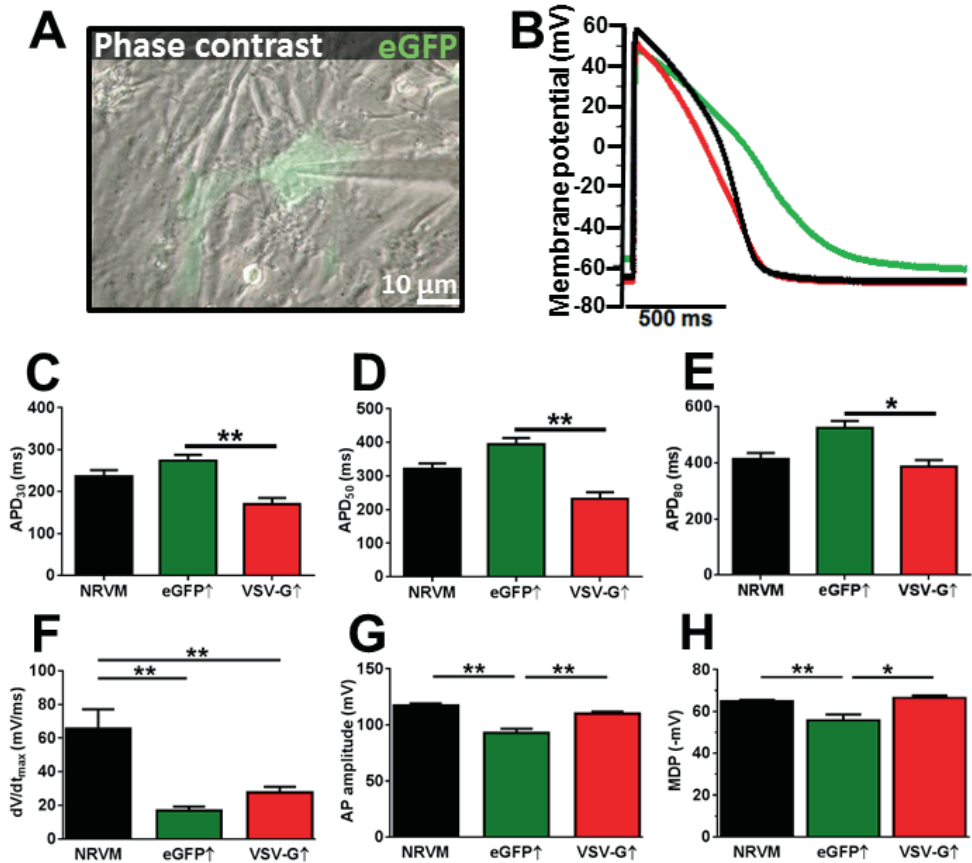 A
Phase contrast eGFP
10 µm
B
Membrane potential (mV)
60
40
20
0
-20
-40
-60
-80
500 ms
C
APD30 (ms)
400
300
200
100
0
**
NRVM eGFP↑ VSV-G↑
D
APD50 (ms)
500
400
300
200
100
0
**
NRVM eGFP↑ VSV-G↑
E
APD80 (ms)
600
400
200
0
*
NRVM eGFP↑ VSV-G↑
F
dV/dtmax (mV/ms)
100
80
60
40
20
0
**
**
NRVM eGFP↑ VSV-G↑
G
AP amplitude (mV)
150
100
50
0
** **
NRVM eGFP↑ VSV-G↑
H
MDP (-mV)
80
60
40
20
0
** *
NRVM eGFP↑ VSV-G↑